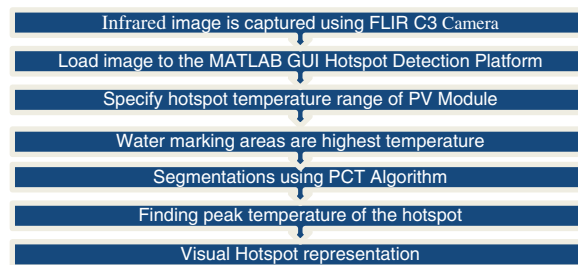 Infrared image is captured using FLIR C3 Camera
Load image to the MATLAB GUI Hotspot Detection Platform
Specify hotspot temperature range of PV Module
Water marking areas are highest temperature
Segmentations using PCT Algorithm
Finding peak temperature of the hotspot
Visual Hotspot representation